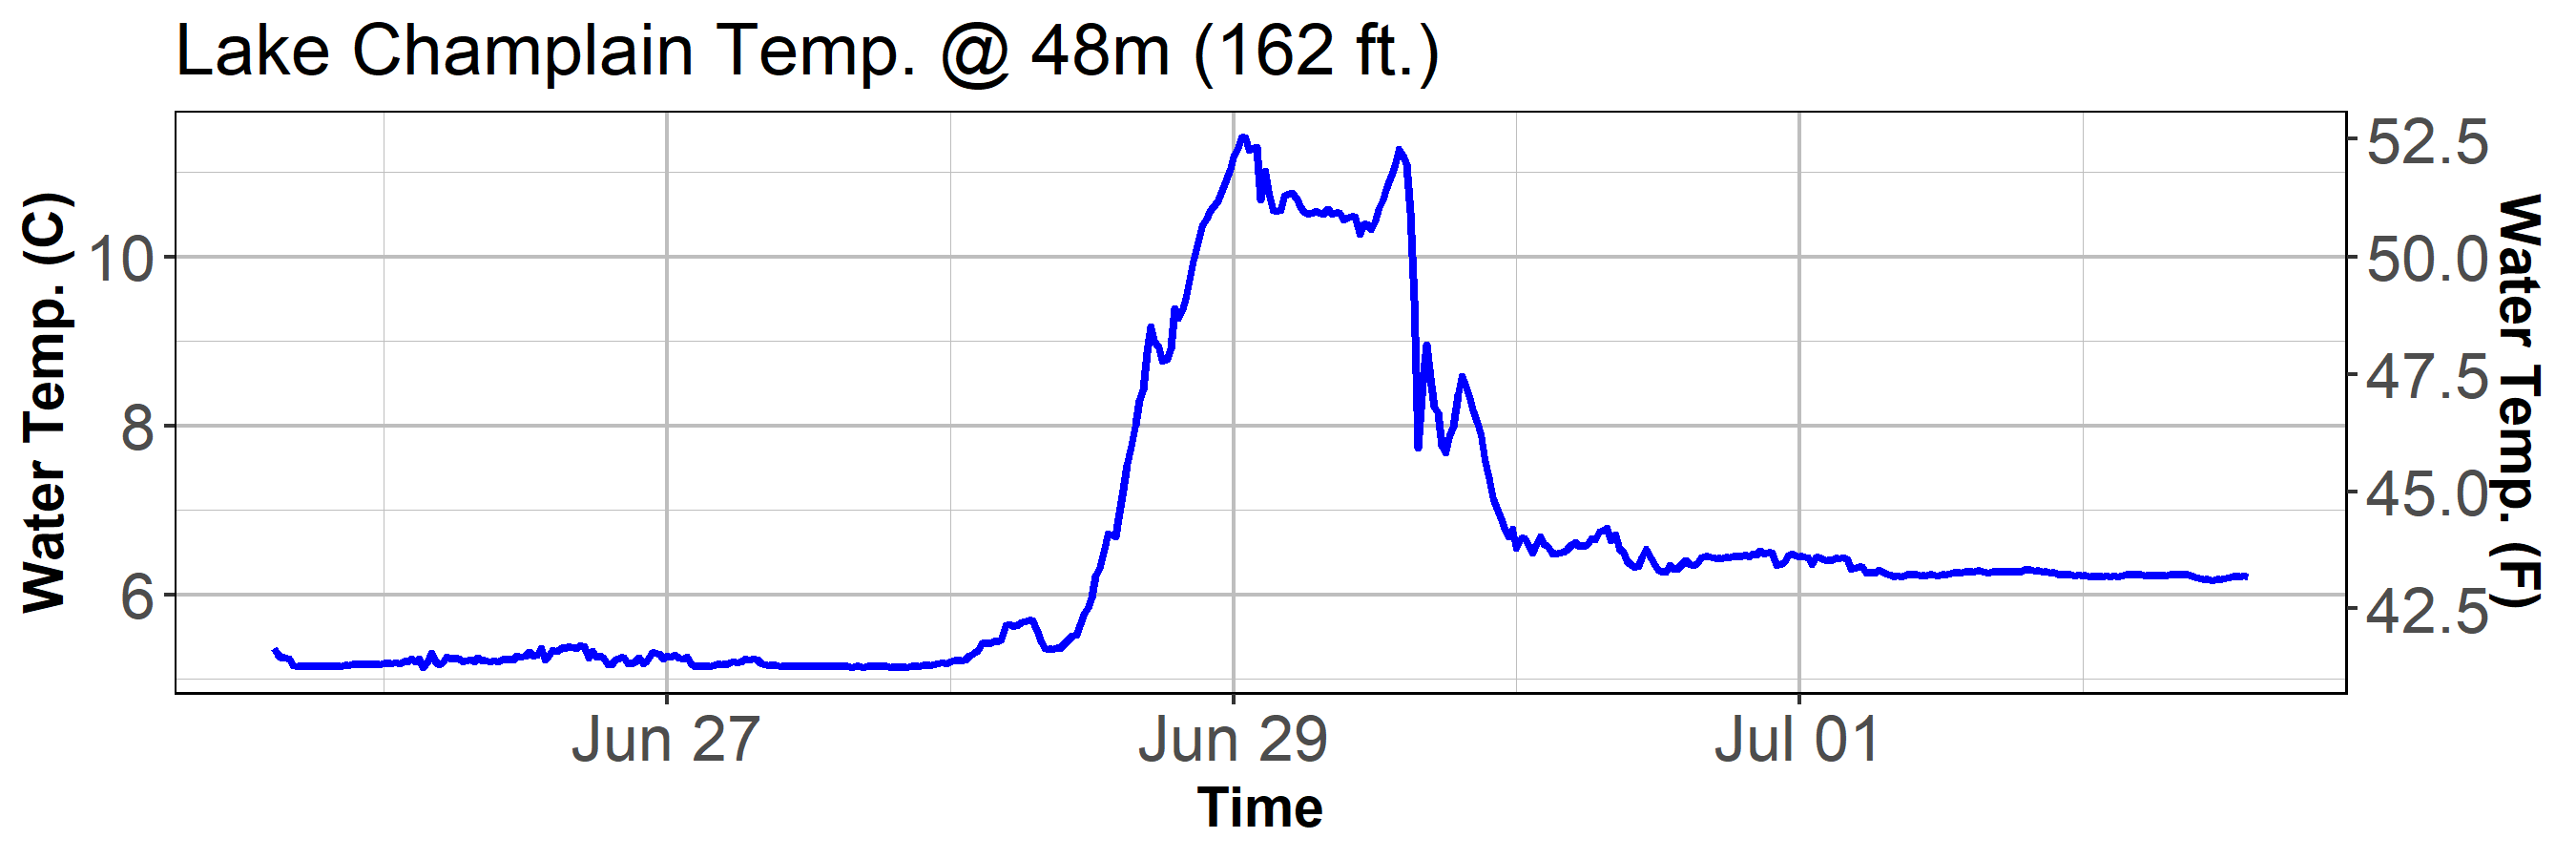 Lake Champlain Temp. @ 48m (162 ft.)
Water Temp. (C)
10
8
6
52.5
50.0
47.5
45.0
42.5
Water Temp. (F)
Jun 27
Jun 29
Jul 01
Time